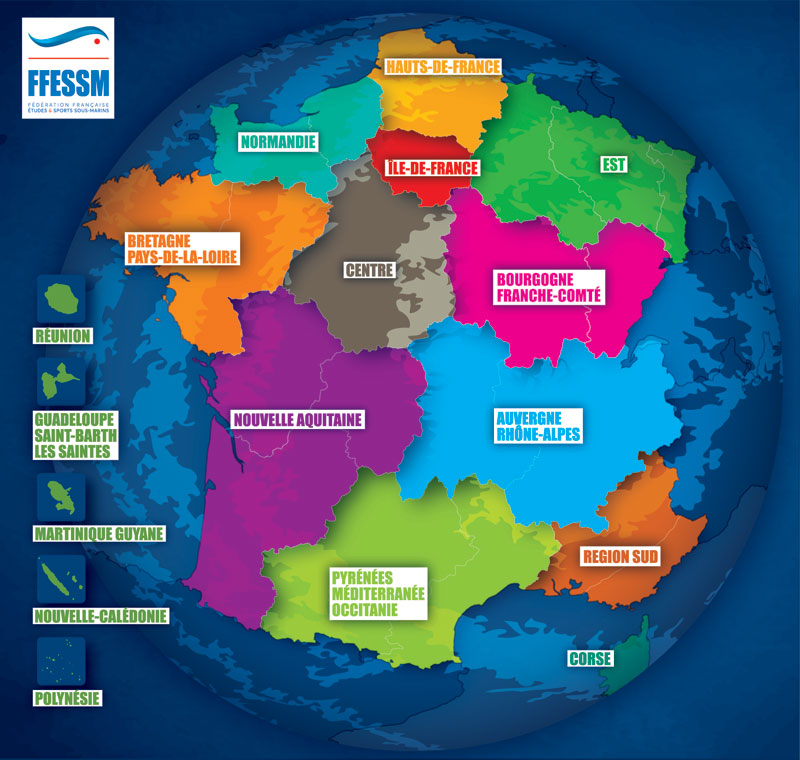 FFESSM
FÉDÉRATION FRANÇAISE
ÉTUDES & SPORTS SOUS-MARINS
HAUTS-DE-FRANCE
NORMANDIE
ÎLE-DE-FRANCE
EST
BRETAGNE
PAYS-DE-LA-LOIRE
CENTRE
BOURGOGNE
FRANCHE-COMTÉ
RÉUNION
GUADELOUPE
SAINT-BARTH
LES SAINTES
NOUVELLE AQUITAINE
AUVERGNE
RHÔNE-ALPES
MARTINIQUE GUYANE
REGION SUD
PYRÉNÉES
MÉDITERRANÉE
OCCITANIE
NOUVELLE-CALÉDONIE
CORSE
POLYNÉSIE